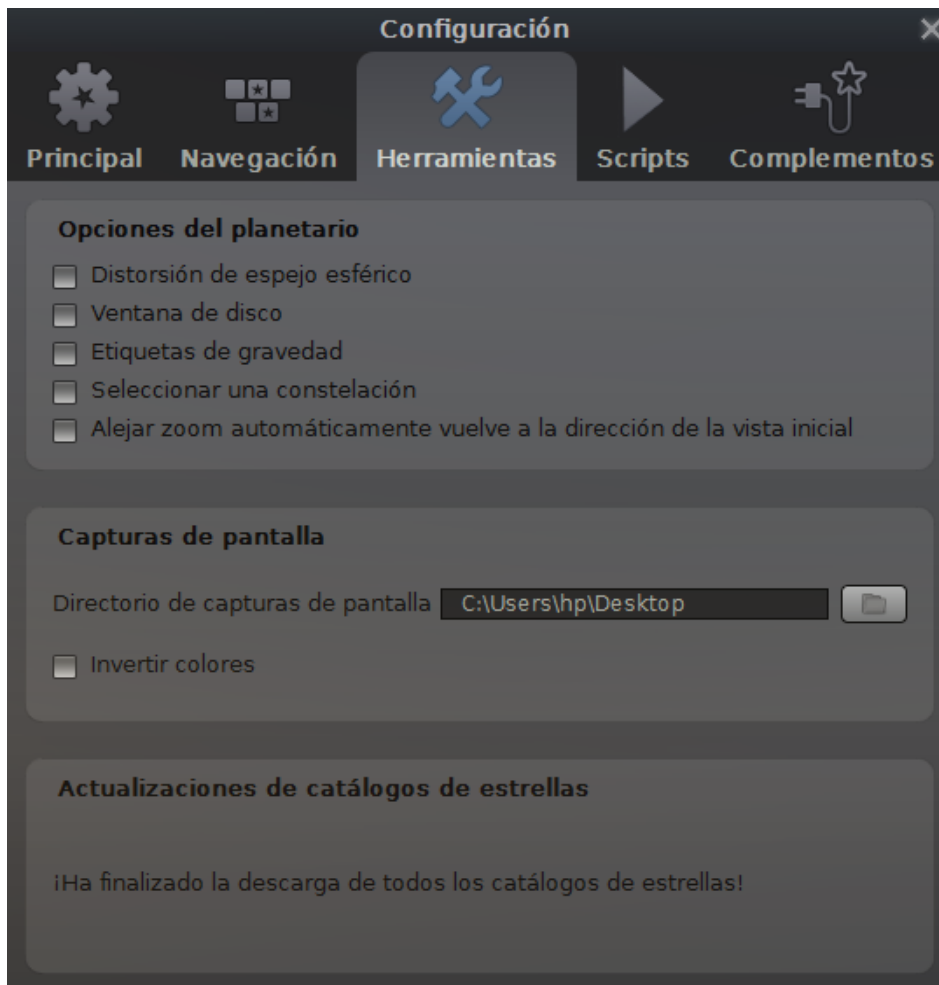 Configuración
Principal
Navegación
Herramientas
Scripts
Complementos
Opciones del planetario
Distorsión de espejo esférico
Ventana de disco
Etiquetas de gravedad
Seleccionar una constelación
Alejar zoom automáticamente vuelve a la dirección de la vista inicial
Capturas de pantalla
Directorio de capturas de pantalla C:\Users\hp\Desktop
Invertir colores
Actualizaciones de catálogos de estrellas
¡Ha finalizado la descarga de todos los catálogos de estrellas!